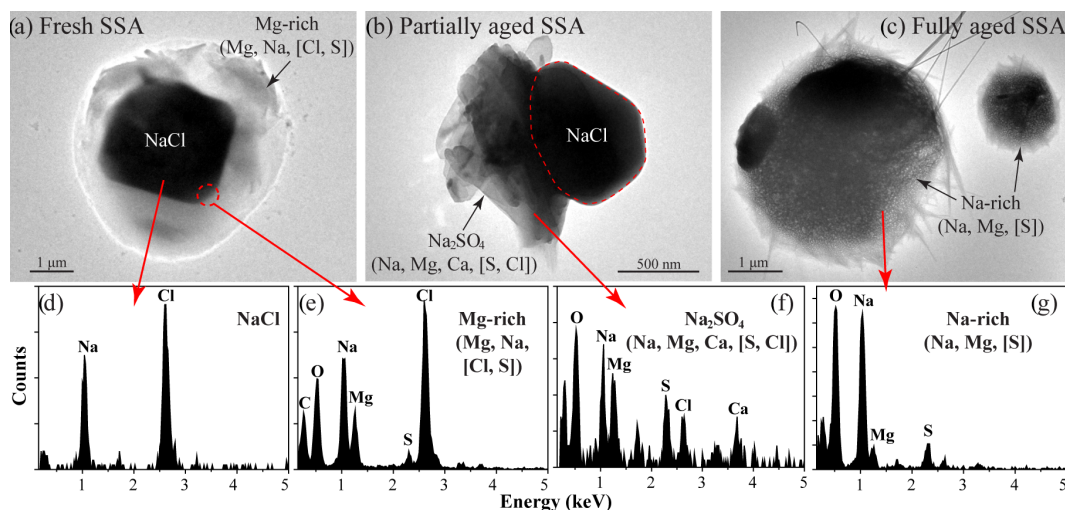 (a) Fresh SSA
Mg-rich
(Mg, Na, [Cl, S])
NaCl
1 μm
(b) Partially aged SSA
NaCl
Na₂SO₄
(Na, Mg, Ca, [S, Cl])
500 nm
(c) Fully aged SSA
Na-rich
(Na, Mg, [S])
1 μm
Counts
(d)
NaCl
Na
Cl
1 2 3 4 5
(e)
Mg-rich
(Mg, Na,
[Cl, S])
C
O
Na
Mg
S
Cl
1 2 3 4 5
(f)
Na₂SO₄
(Na, Mg, Ca, [S, Cl])
O
Na
Mg
S
Cl
Ca
1 2 3 4 5
(g)
Na-rich
(Na, Mg, [S])
O
Na
Mg
S
1 2 3 4 5
Energy (keV)